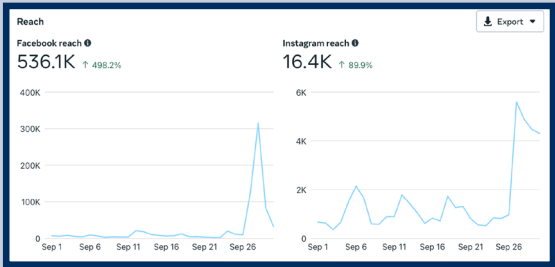 Reach
Export
Facebook reach
536.1K ↑ 498.2%
400K
300K
200K
100K
0
Sep 1 Sep 6 Sep 11 Sep 16 Sep 21 Sep 26
Instagram reach
16.4K ↑ 89.9%
6K
4K
2K
0
Sep 1 Sep 6 Sep 11 Sep 16 Sep 21 Sep 26